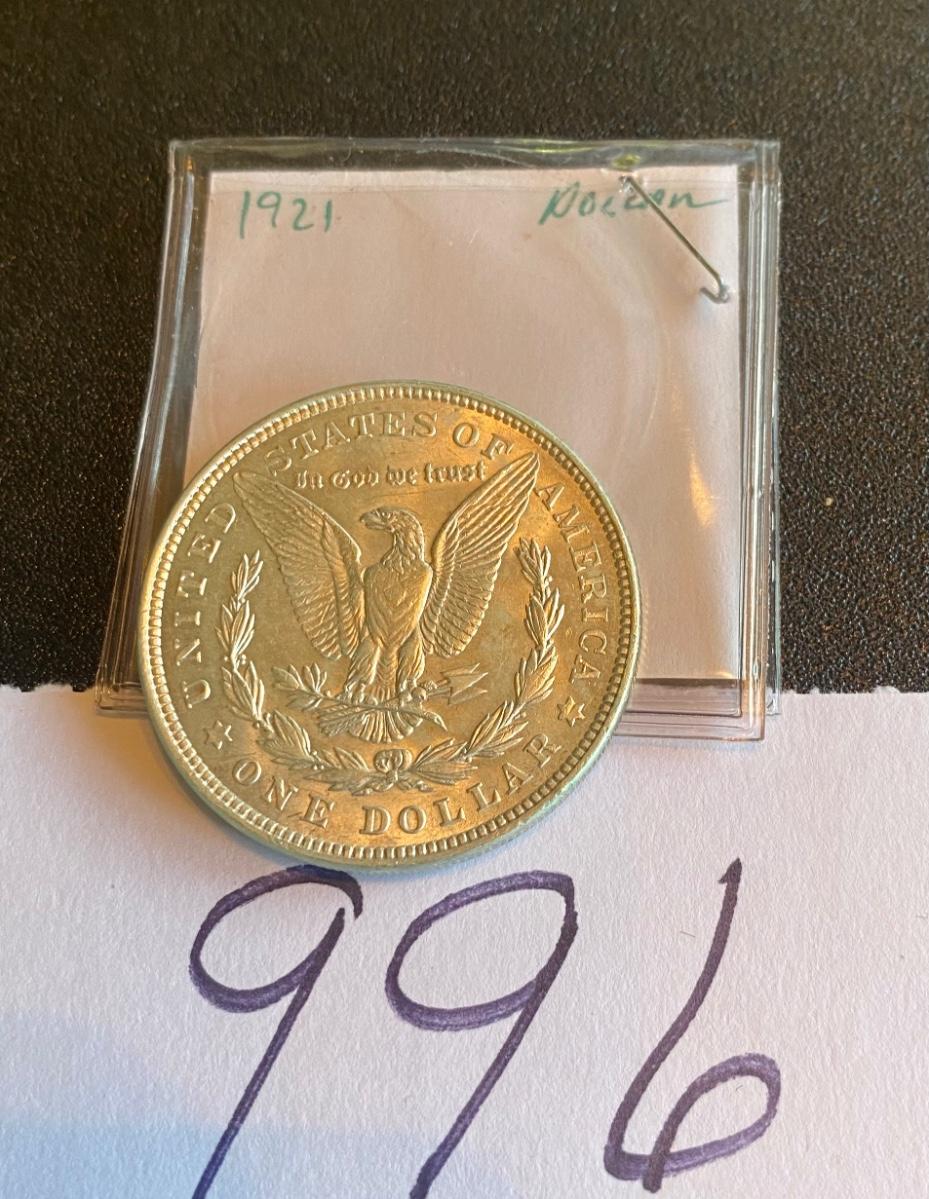 1921 Dollar
UNITED STATES OF AMERICA
In God we trust
ONE DOLLAR
996